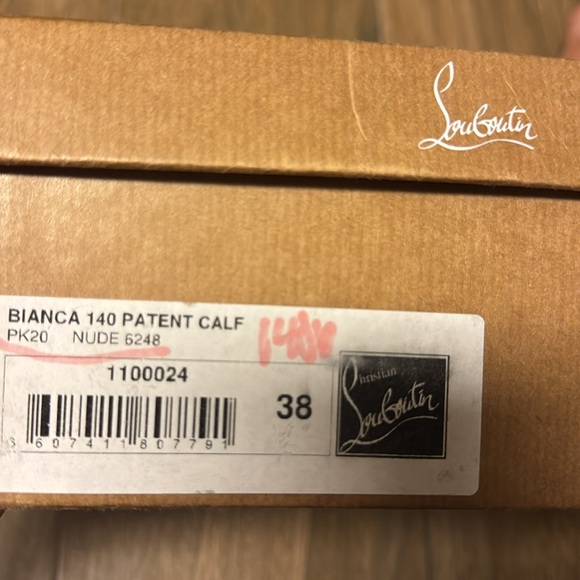 Louboutin
BIANCA 140 PATENT CALF
PK20 NUDE 6248
1100024
38
3 607411 807791
Christian
Louboutin